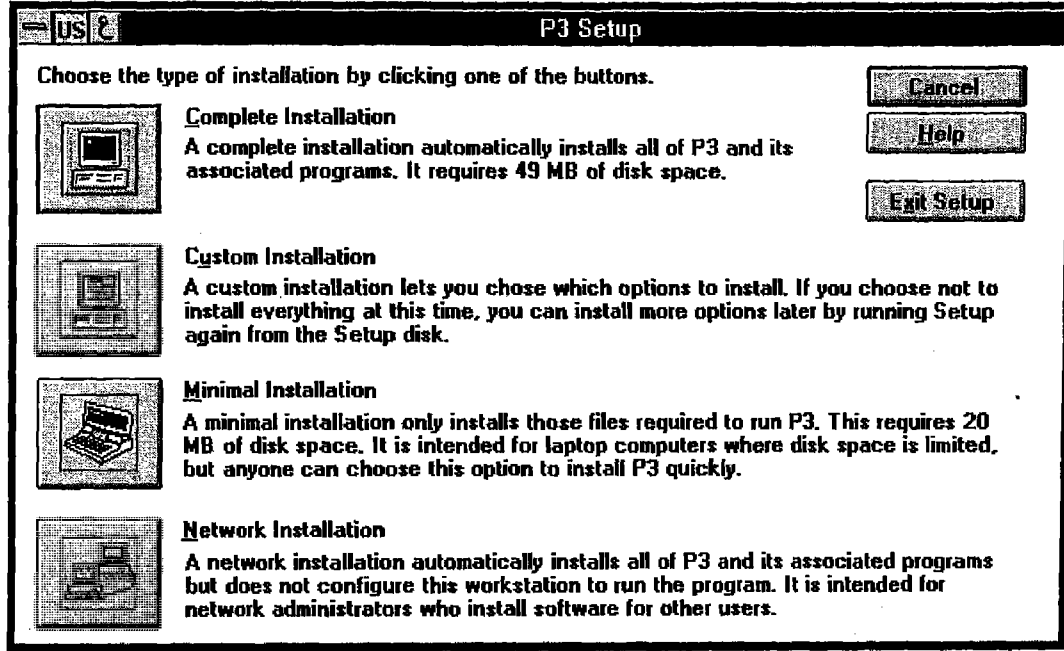 US
P3 Setup
Choose the type of installation by clicking one of the buttons.
Cancel
Complete Installation
A complete installation automatically installs all of P3 and its
associated programs. It requires 49 MB of disk space.
Help
Exit Setup
Custom Installation
A custom installation lets you chose which options to install. If you choose not to
install everything at this time, you can install more options later by running Setup
again from the Setup disk.
Minimal Installation
A minimal installation only installs those files required to run P3. This requires 20
MB of disk space. It is intended for laptop computers where disk space is limited,
but anyone can choose this option to install P3 quickly.
Network Installation
A network installation automatically installs all of P3 and its associated programs
but does not configure this workstation to run the program. It is intended for
network administrators who install software for other users.